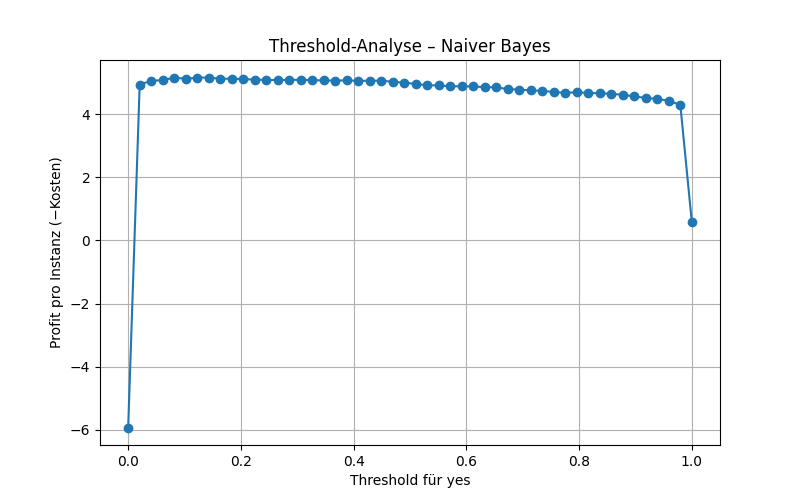 Threshold-Analyse – Naiver Bayes
Profit pro Instanz (−Kosten)
4
2
0
−2
−4
−6
0.0 0.2 0.4 0.6 0.8 1.0
Threshold für yes